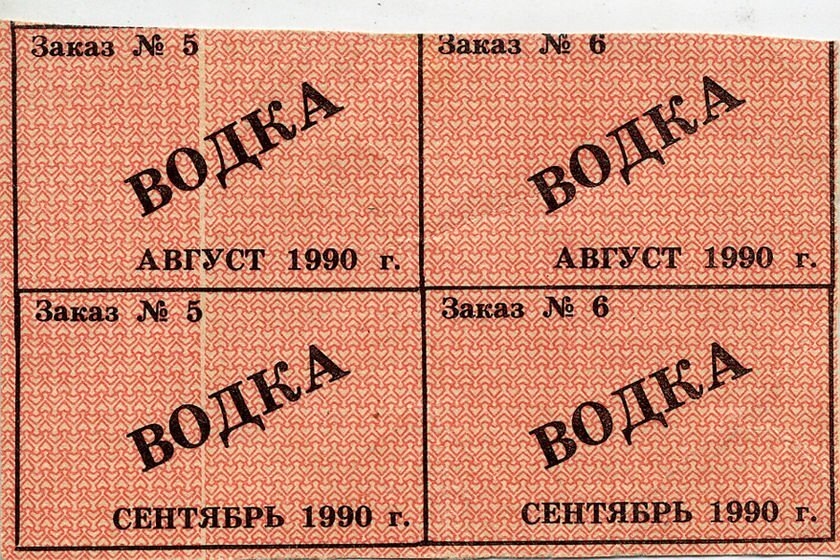 Заказ № 5
ВОДКА
АВГУСТ 1990 г.
Заказ № 6
ВОДКА
АВГУСТ 1990 г.
Заказ № 5
ВОДКА
СЕНТЯБРЬ 1990 г.
Заказ № 6
ВОДКА
СЕНТЯБРЬ 1990 г.